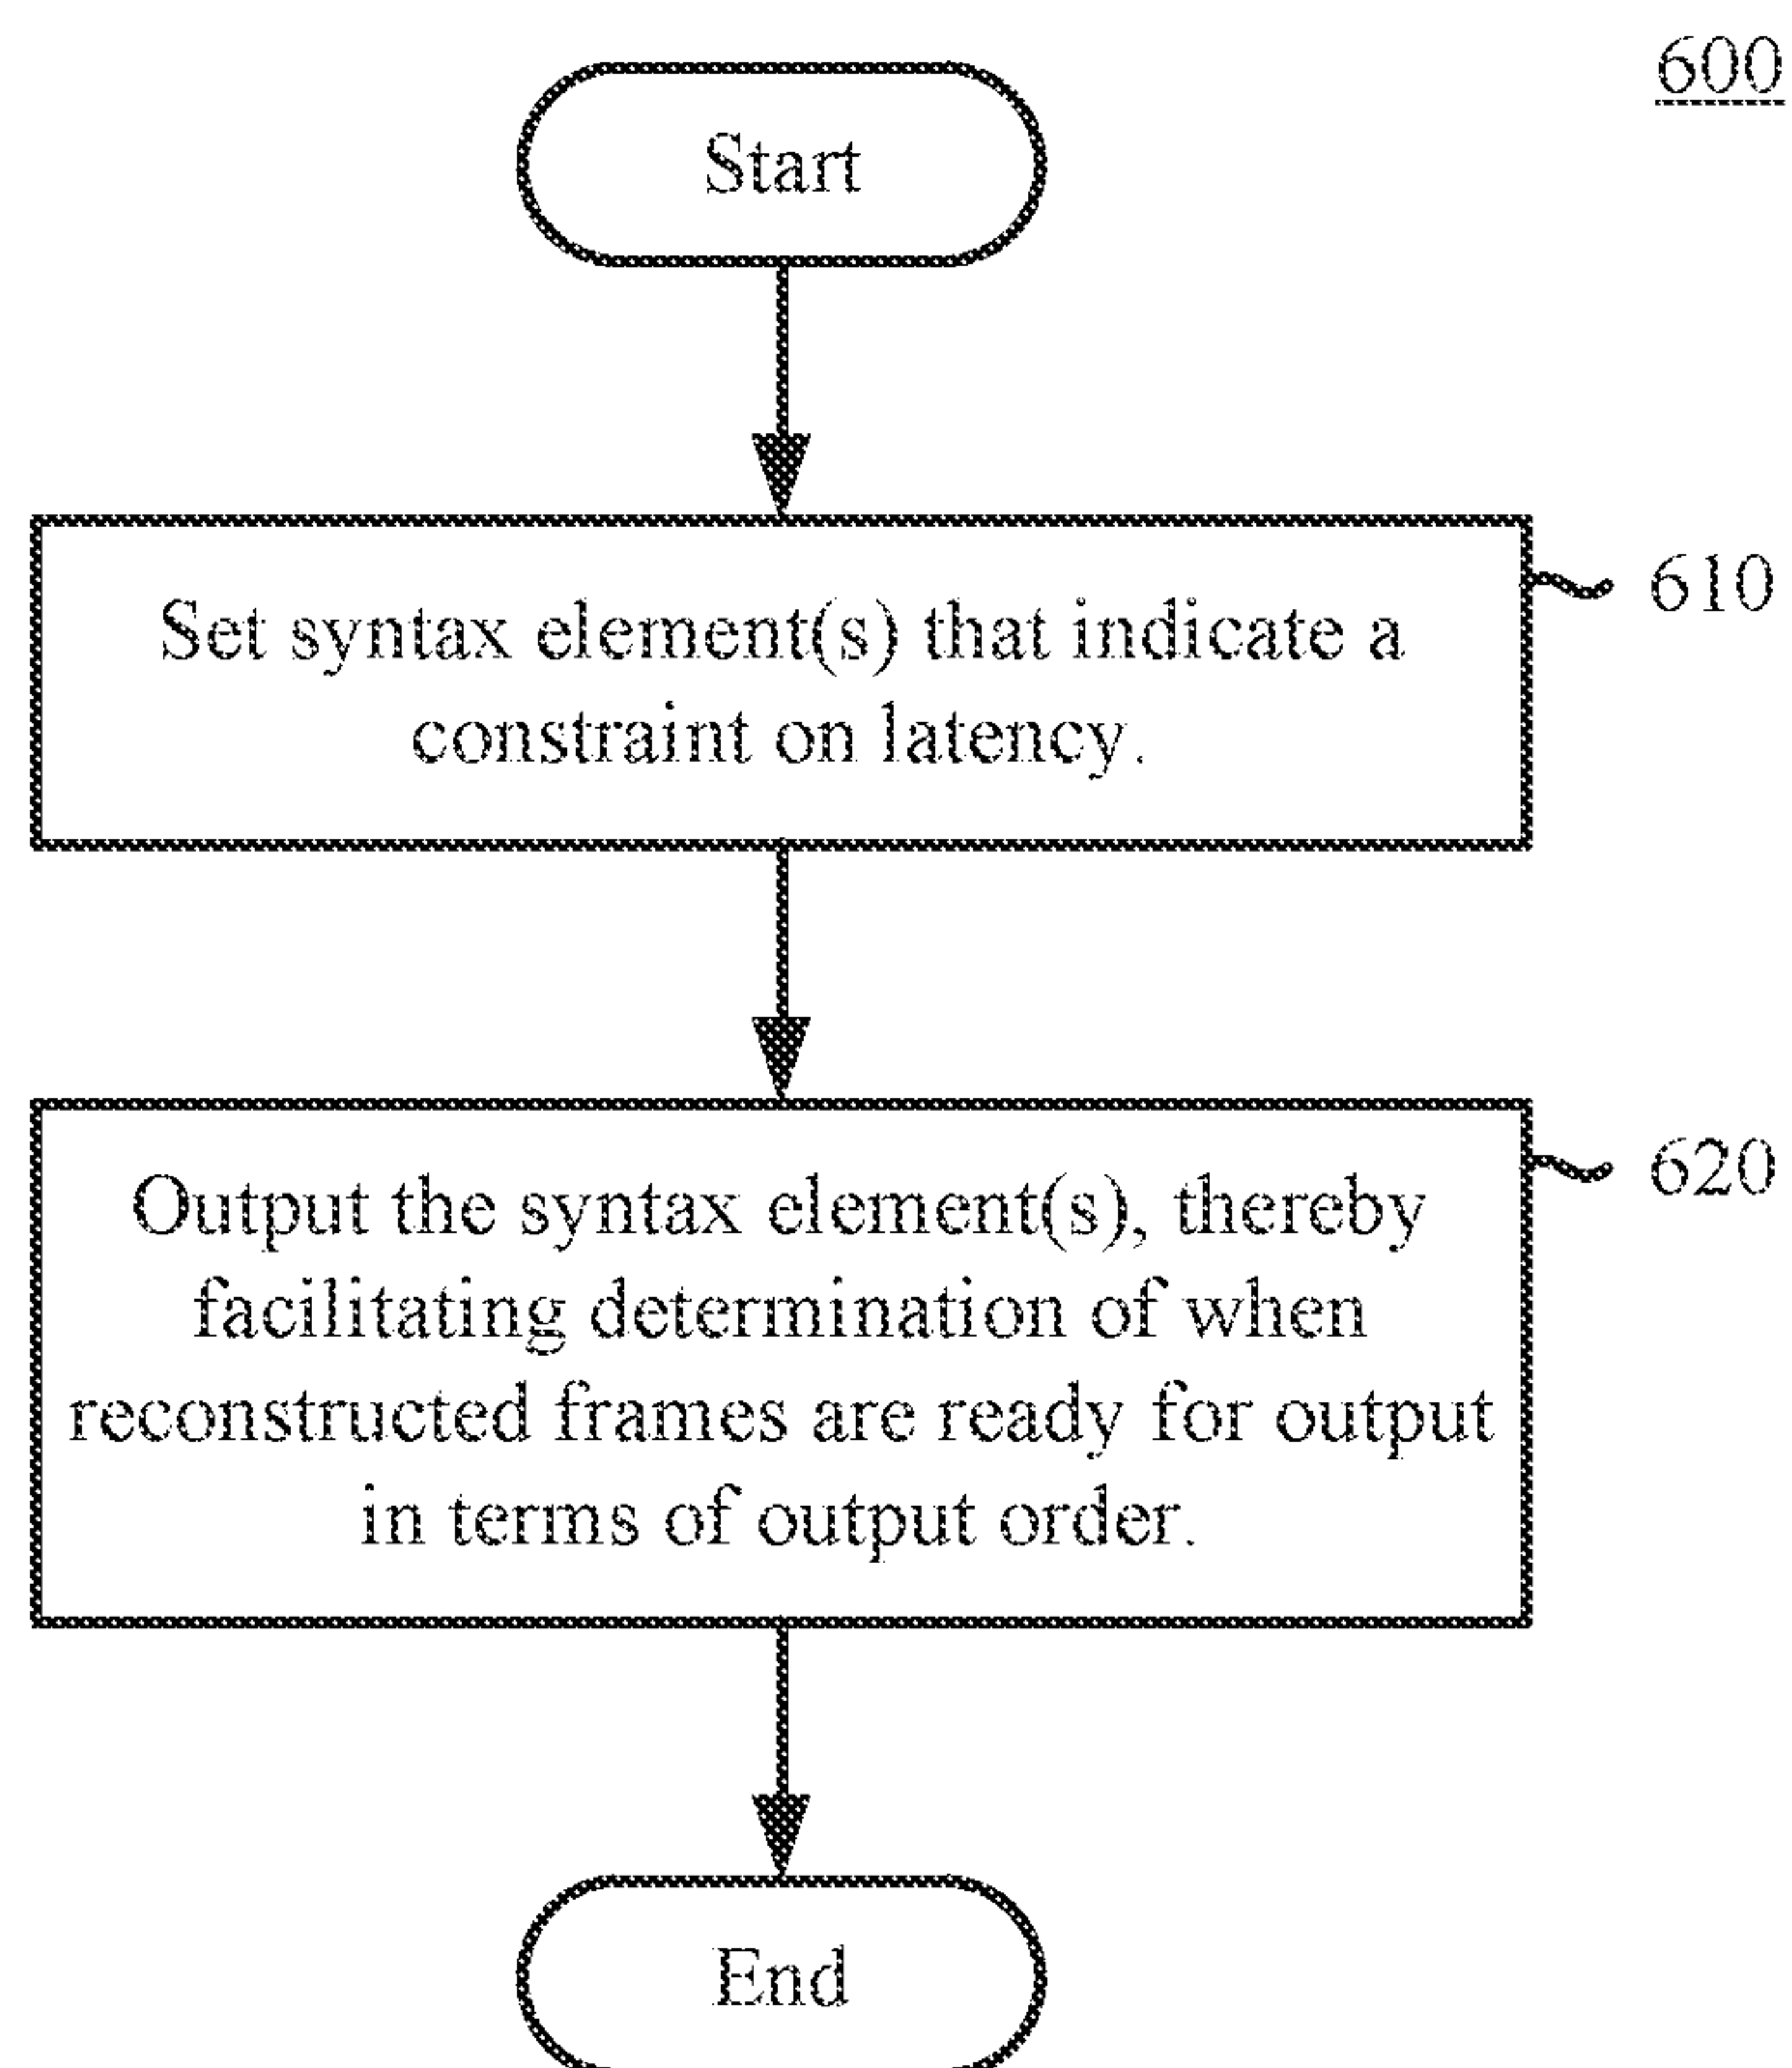 600
Start
Set syntax element(s) that indicate a
constraint on latency.
610
Output the syntax element(s), thereby
facilitating determination of when
reconstructed frames are ready for output
in terms of output order.
620
End